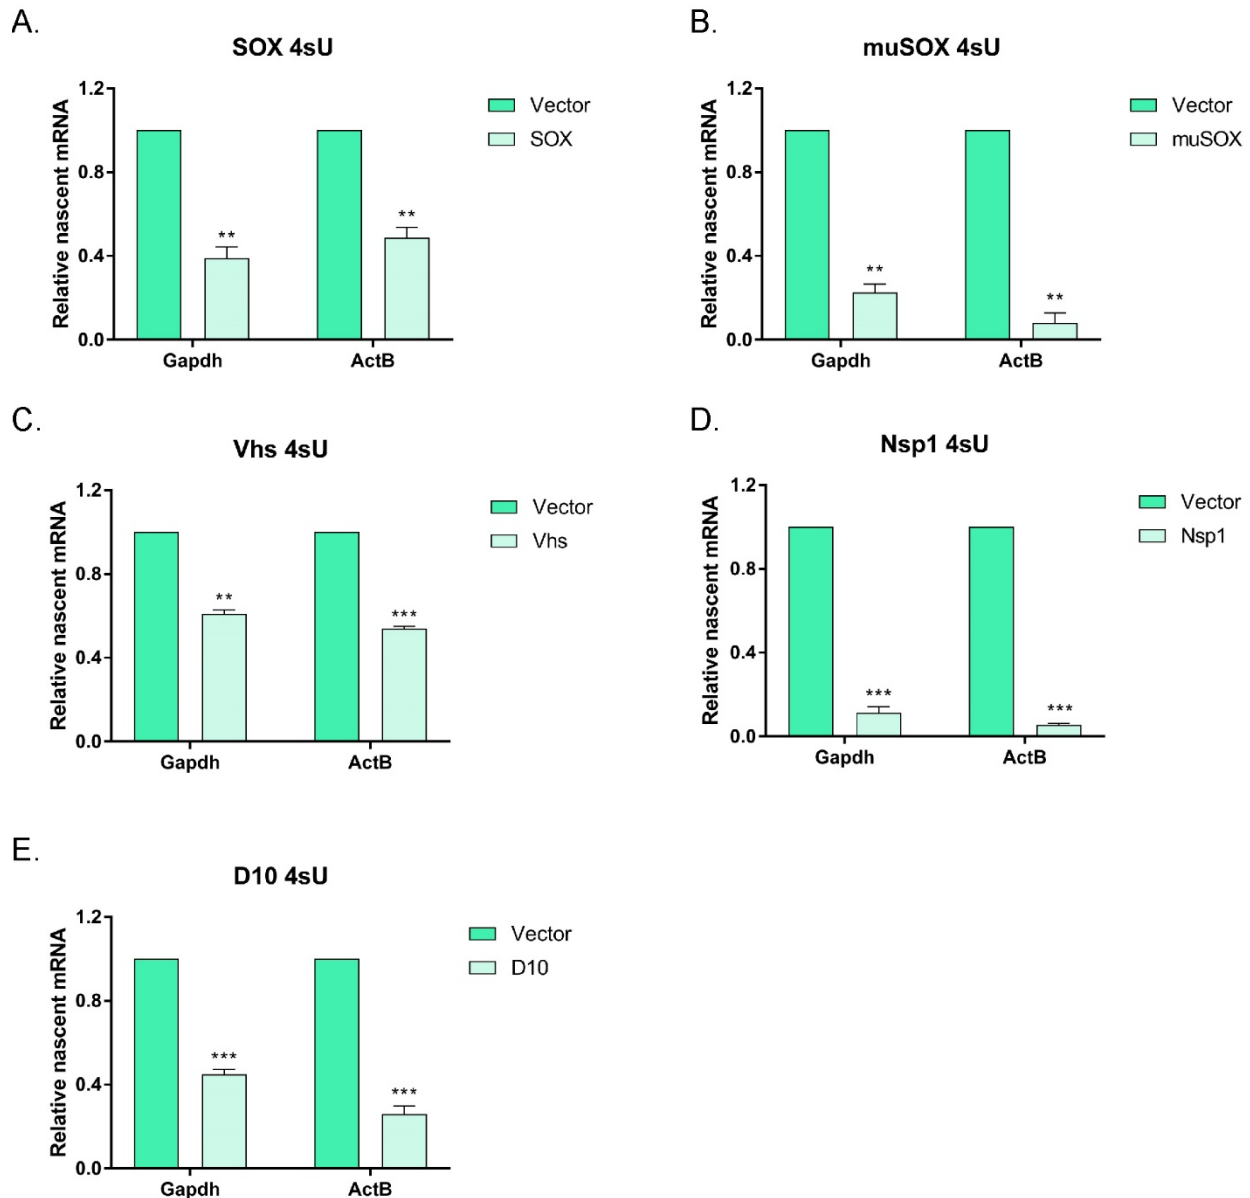 A.
SOX 4sU
Relative nascent mRNA
1.2
0.8
0.4
0.0
**
**
Gapdh
ActB
Vector
SOX
B.
muSOX 4sU
Relative nascent mRNA
1.2
0.8
0.4
0.0
**
**
Gapdh
ActB
Vector
muSOX
C.
Vhs 4sU
Relative nascent mRNA
1.2
0.8
0.4
0.0
**
***
Gapdh
ActB
Vector
Vhs
D.
Nsp1 4sU
Relative nascent mRNA
1.2
0.8
0.4
0.0
***
***
Gapdh
ActB
Vector
Nsp1
E.
D10 4sU
Relative nascent mRNA
1.2
0.8
0.4
0.0
***
***
Gapdh
ActB
Vector
D10